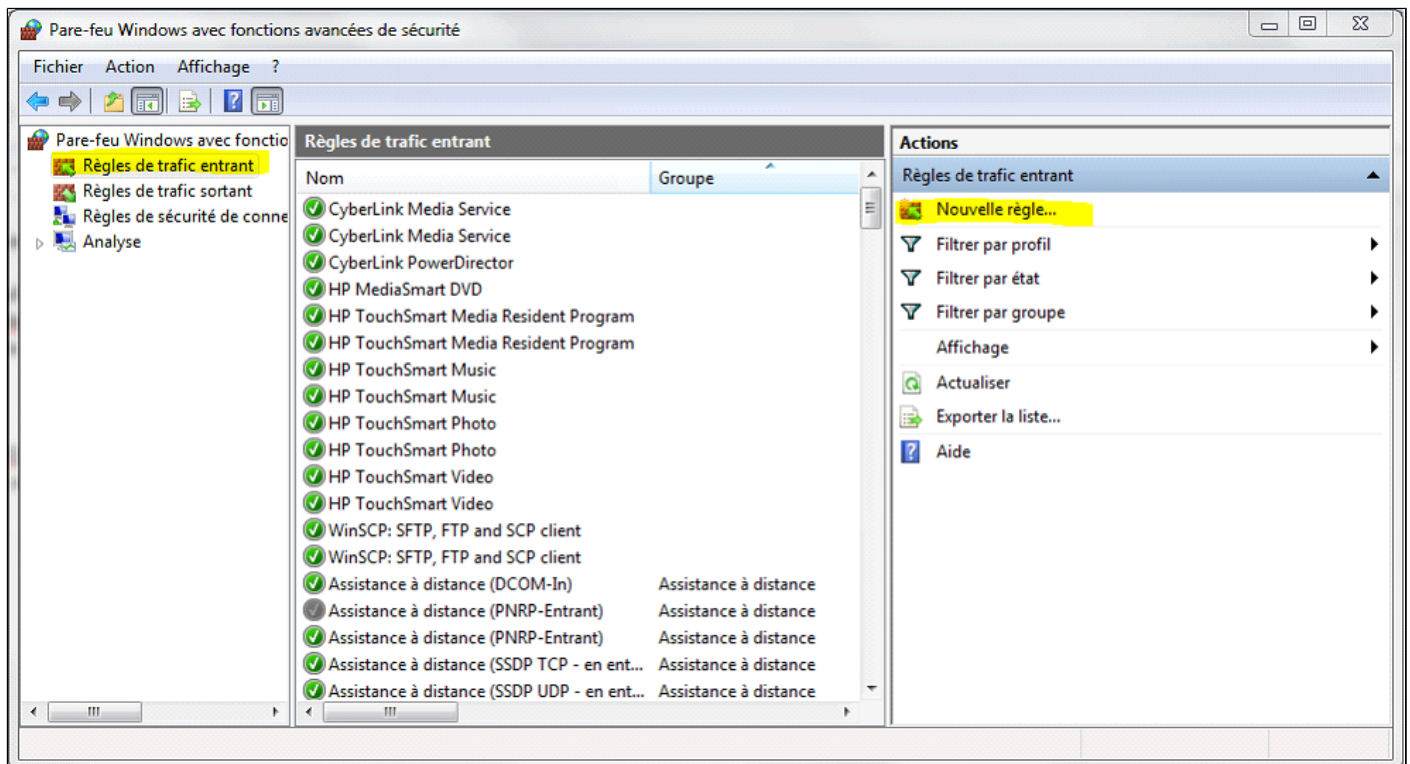 Pare-feu Windows avec fonctions avancées de sécurité
Fichier Action Affichage ?
Pare-feu Windows avec fonctio
Règles de trafic entrant
Règles de trafic sortant
Règles de sécurité de conne
Analyse
Règles de trafic entrant
Nom Groupe
CyberLink Media Service
CyberLink Media Service
CyberLink PowerDirector
HP MediaSmart DVD
HP TouchSmart Media Resident Program
HP TouchSmart Media Resident Program
HP TouchSmart Music
HP TouchSmart Music
HP TouchSmart Photo
HP TouchSmart Photo
HP TouchSmart Video
HP TouchSmart Video
WinSCP: SFTP, FTP and SCP client
WinSCP: SFTP, FTP and SCP client
Assistance à distance (DCOM-In) Assistance à distance
Assistance à distance (PNRP-Entrant) Assistance à distance
Assistance à distance (PNRP-Entrant) Assistance à distance
Assistance à distance (SSDP TCP - en ent... Assistance à distance
Assistance à distance (SSDP UDP - en ent... Assistance à distance
Actions
Règles de trafic entrant
Nouvelle règle...
Filtrer par profil
Filtrer par état
Filtrer par groupe
Affichage
Actualiser
Exporter la liste...
Aide